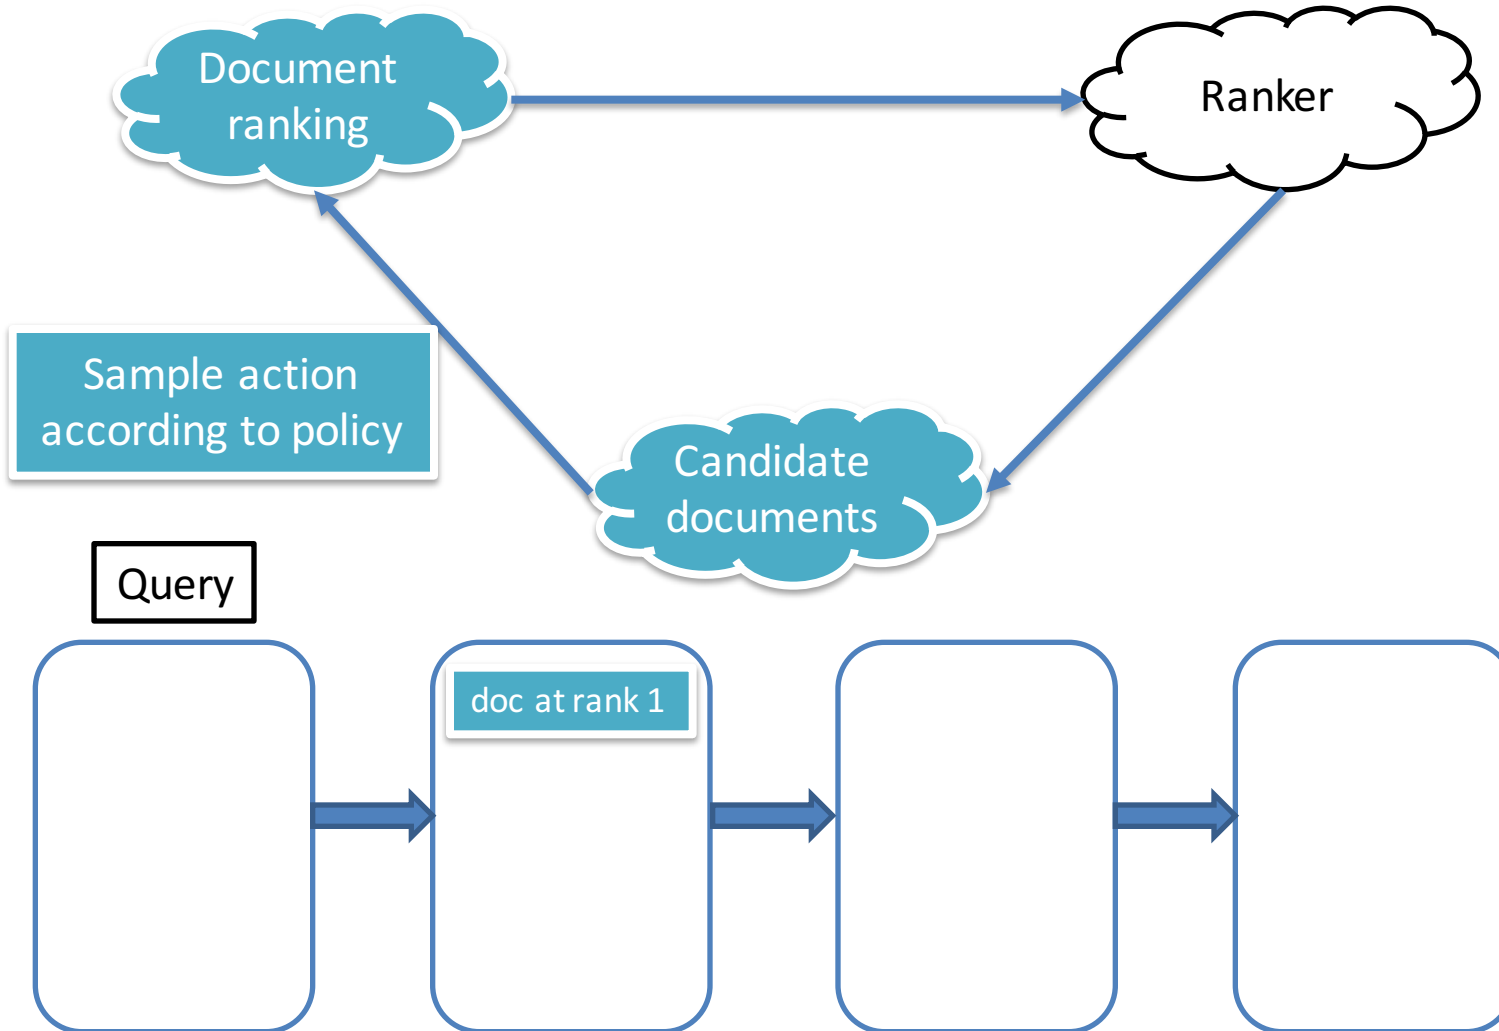 Document
ranking
Ranker
Sample action
according to policy
Candidate
documents
Query
doc at rank 1